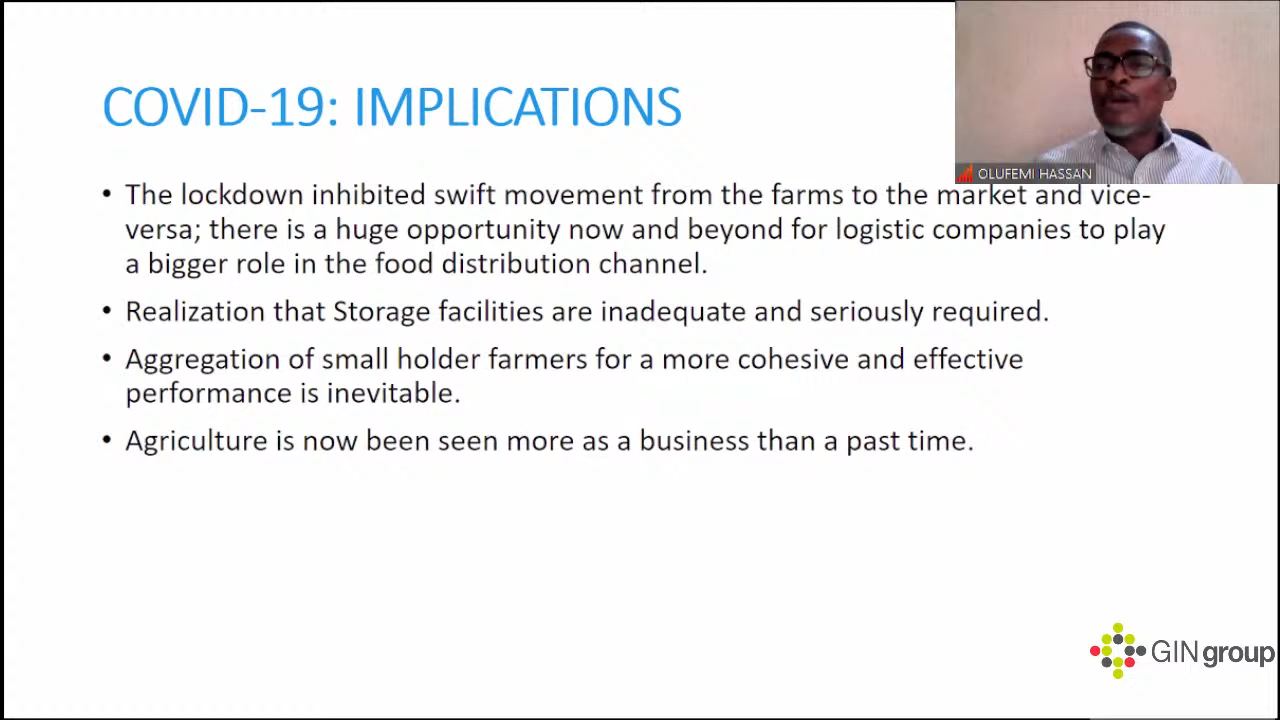 COVID-19: IMPLICATIONS
OLUFEMI HASSAN
• The lockdown inhibited swift movement from the farms to the market and vice-
versa; there is a huge opportunity now and beyond for logistic companies to play
a bigger role in the food distribution channel.
• Realization that Storage facilities are inadequate and seriously required.
• Aggregation of small holder farmers for a more cohesive and effective
performance is inevitable.
• Agriculture is now been seen more as a business than a past time.
GIN group